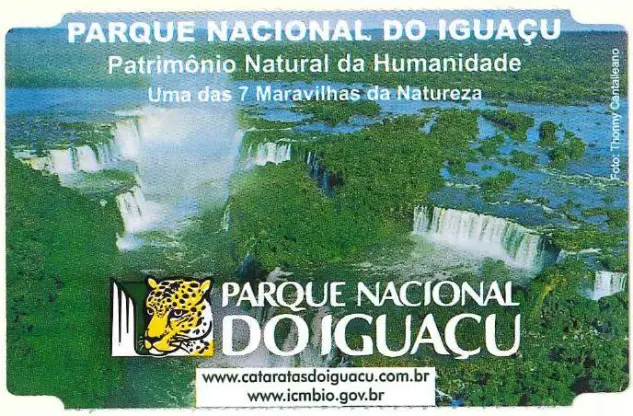 PARQUE NACIONAL DO IGUAÇU
Patrimônio Natural da Humanidade
Uma das 7 Maravilhas da Natureza
Foto: Thonny Cantalleano
PARQUE NACIONAL
DO IGUAÇU
www.cataratasdoiguacu.com.br
www.icmbio.gov.br